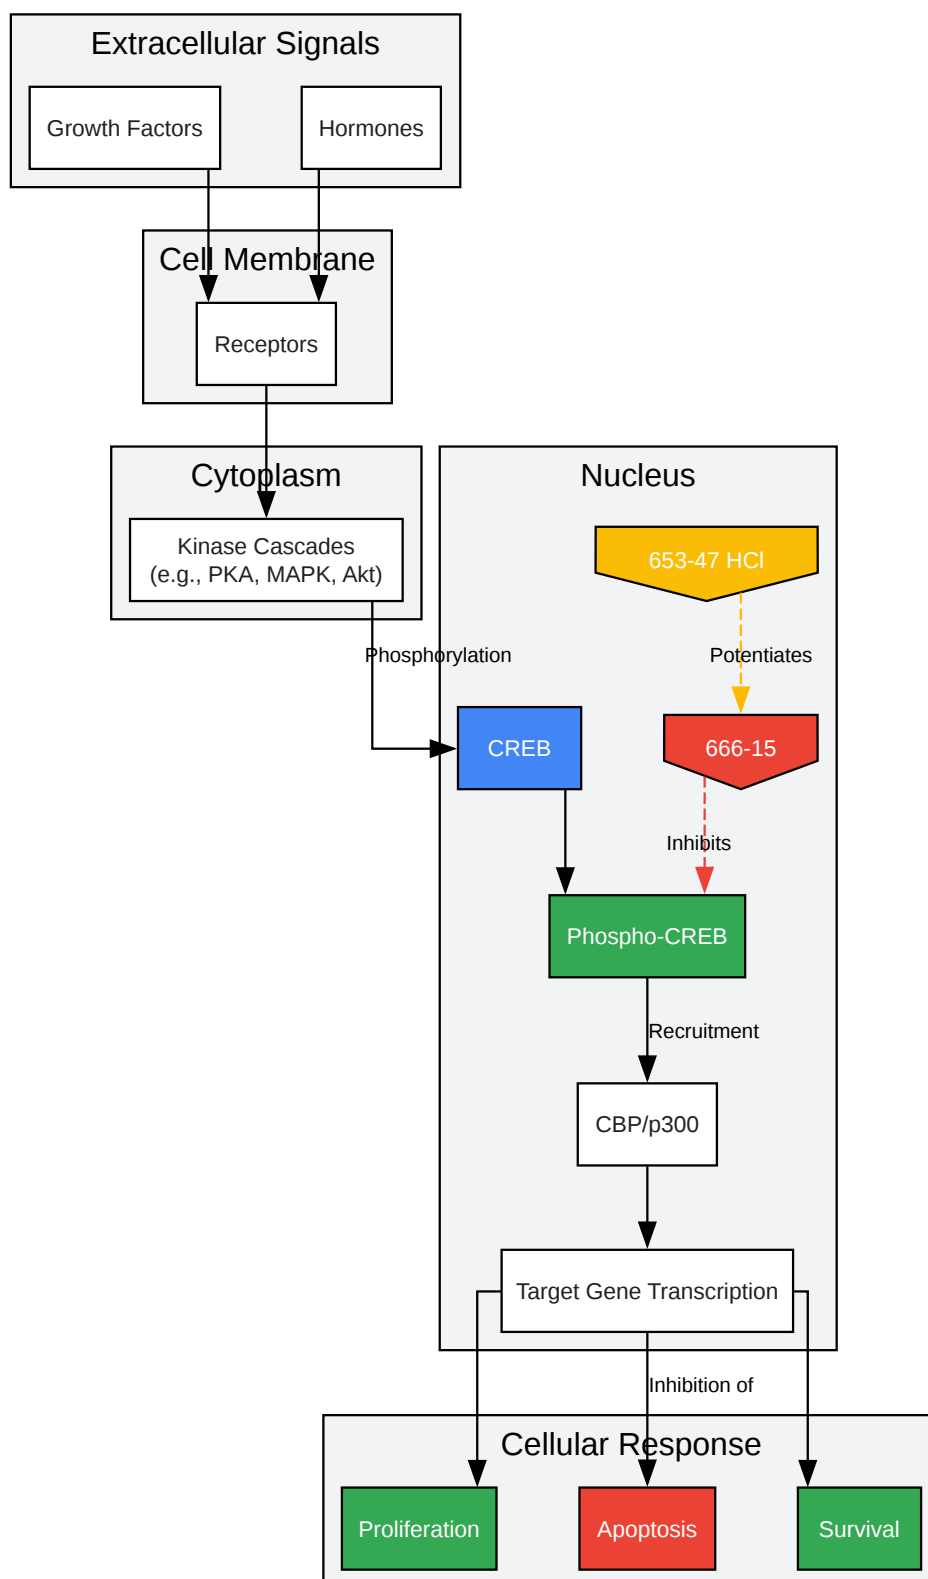 Extracellular Signals
Growth Factors
Hormones
Cell Membrane
Receptors
Cytoplasm
Kinase Cascades
(e.g., PKA, MAPK, Akt)
Nucleus
653-47 HCl
Phosphorylation
Potentiates
CREB
666-15
Inhibits
Phospho-CREB
Recruitment
CBP/p300
Target Gene Transcription
Inhibition of
Cellular Response
Proliferation
Apoptosis
Survival